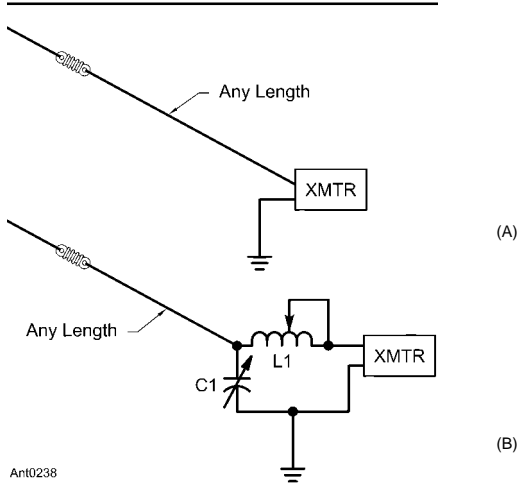 Any Length
XMTR
(A)
Any Length
L1
XMTR
C1
(B)
Ant0238